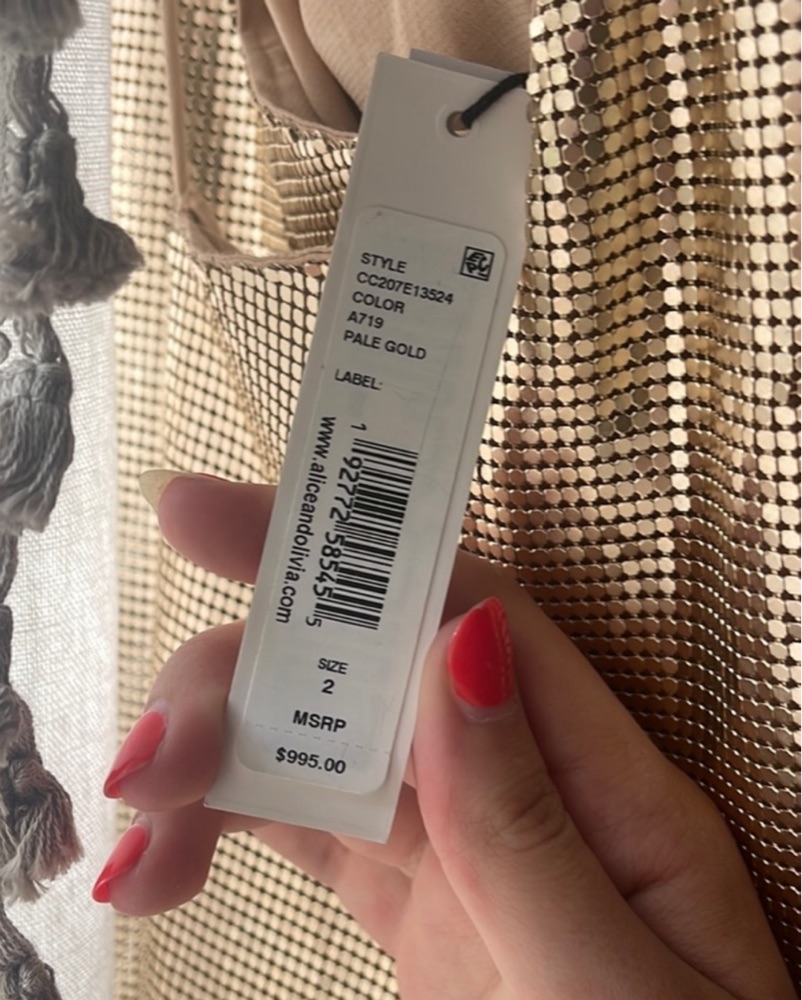 STYLE
CC207E13524
COLOR
A719
PALE GOLD
LABEL:
1 92772 58545 5
www.aliceandolivia.com
SIZE
2
MSRP
$995.00